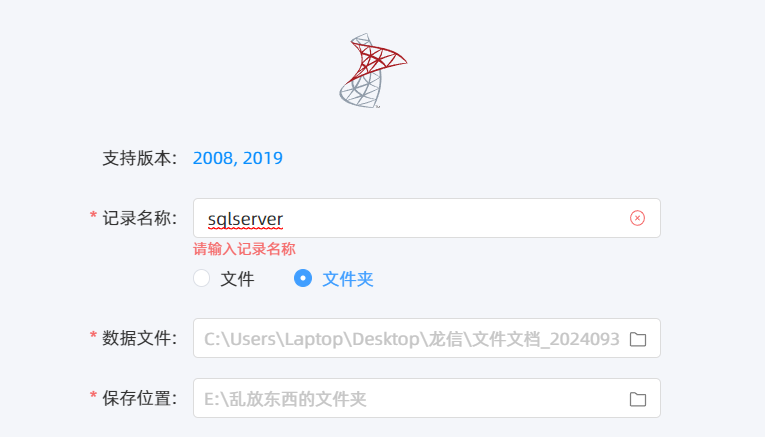 支持版本： 2008, 2019
* 记录名称： sqlserver
请输入记录名称
文件 文件夹
* 数据文件： C:\Users\Laptop\Desktop\龙信\文件文档_2024093
* 保存位置： E:\乱放东西的文件夹